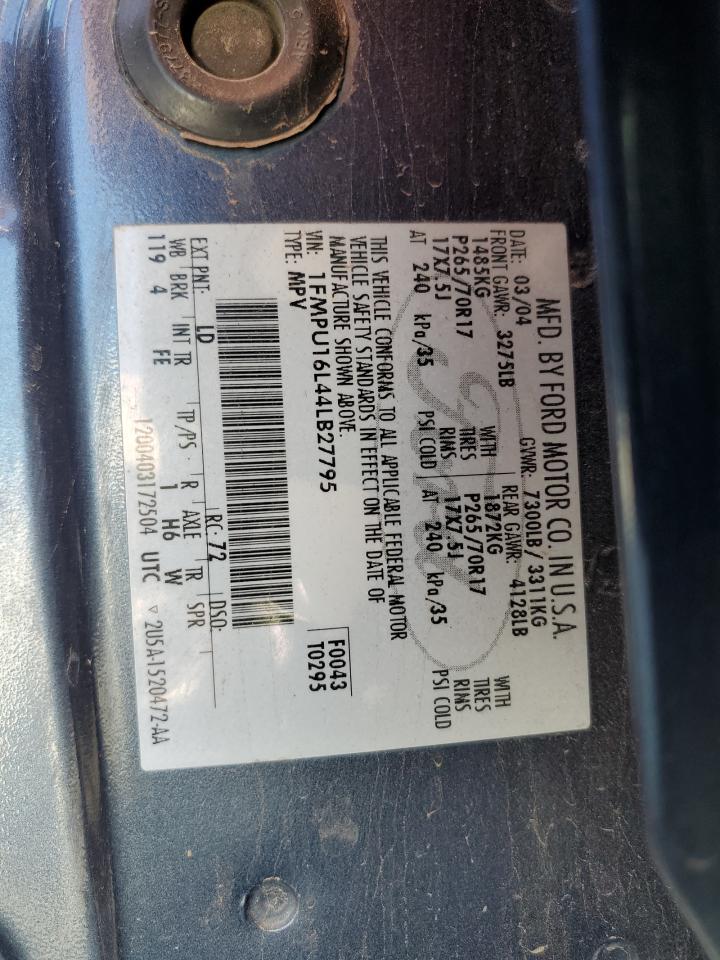 MFD. BY FORD MOTOR CO. IN U.S.A.
DATE: 03/04 GVWR: 7300LB / 3311KG
FRONT GAWR: 3275LB REAR GAWR: 4128LB
1485KG WITH 1872KG WITH
P265/70R17 TIRES P265/70R17 TIRES
17X7.5J RIMS 17X7.5J RIMS
AT 240 kPa/35 PSI COLD AT 240 kPa/35 PSI COLD
THIS VEHICLE CONFORMS TO ALL APPLICABLE FEDERAL MOTOR
VEHICLE SAFETY STANDARDS IN EFFECT ON THE DATE OF
MANUFACTURE SHOWN ABOVE.
VIN: 1FMPU16L44LB27795 F0043
TYPE: MPV T0295
EXT PNT: LD RC: 72 DSO:
WB BRK INT TR TP/PS R AXLE TR SPR
119 4 FE 1 H6 W
1200403172504 UTC ▽ 2U5A-1520472-AA